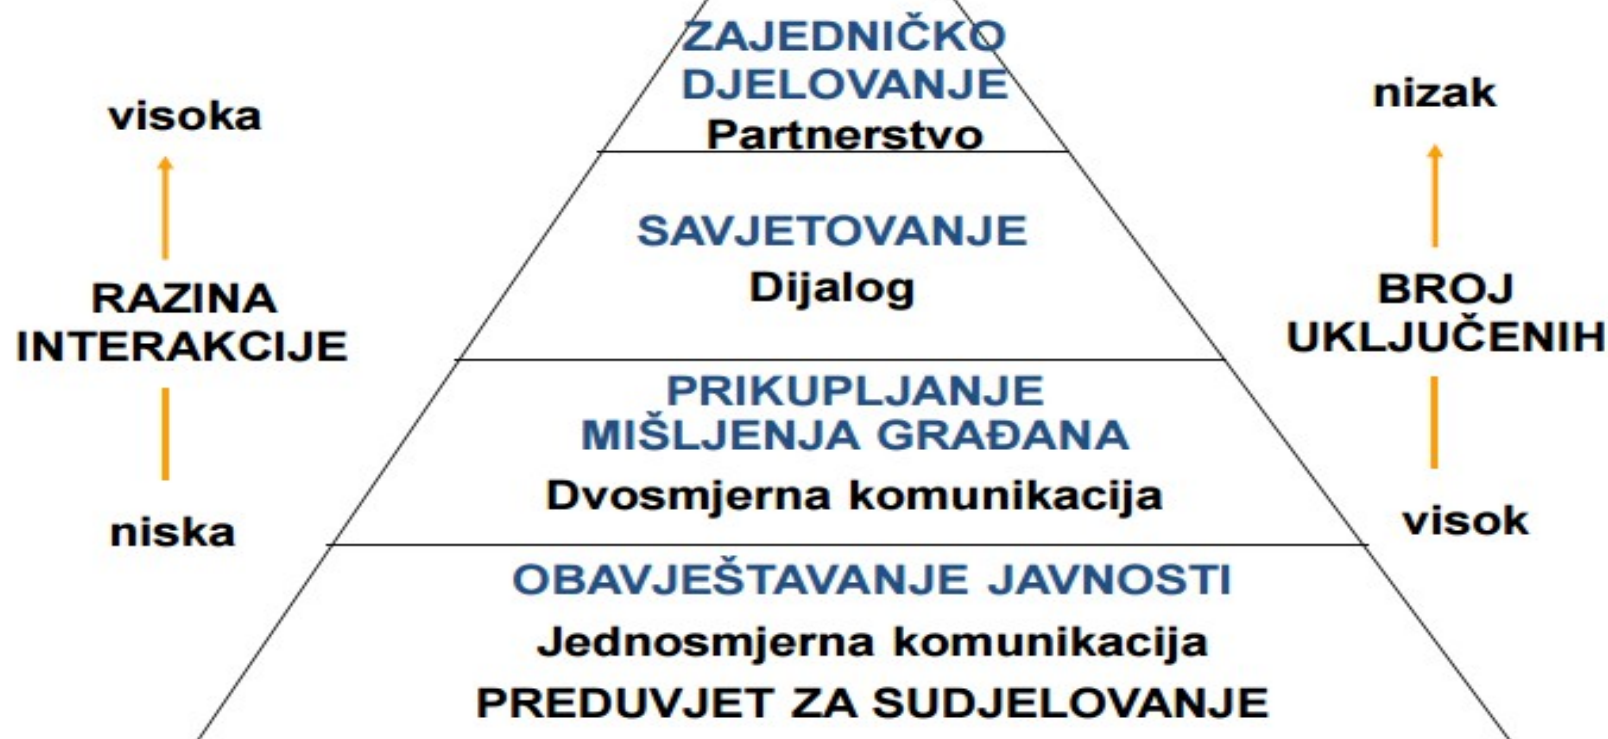 ZAJEDNIČKO
DJELOVANJE
Partnerstvo
SAVJETOVANJE
Dijalog
PRIKUPLJANJE
MIŠLJENJA GRAĐANA
Dvosmjerna komunikacija
OBAVJEŠTAVANJE JAVNOSTI
Jednosmjerna komunikacija
PREDUVJET ZA SUDJELOVANJE
visoka
RAZINA
INTERAKCIJE
niska
nizak
BROJ
UKLJUČENIH
visok